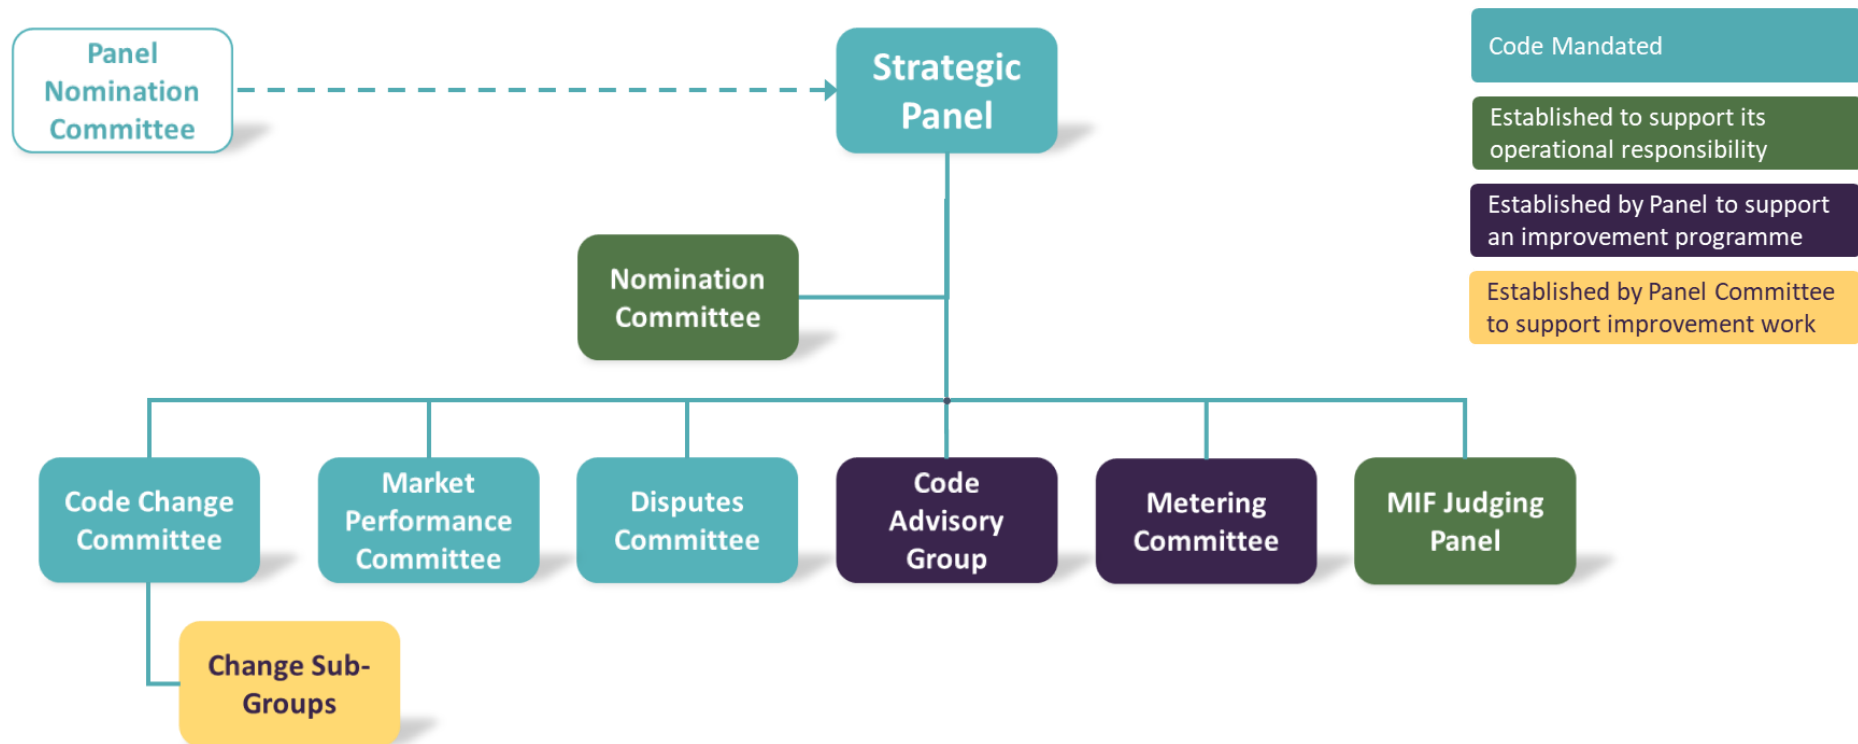 Panel
Nomination
Committee
Strategic
Panel
Code Mandated
Established to support its
operational responsibility
Established by Panel to support
an improvement programme
Established by Panel Committee
to support improvement work
Nomination
Committee
Code Change
Committee
Market
Performance
Committee
Disputes
Committee
Code
Advisory
Group
Metering
Committee
MIF Judging
Panel
Change Sub-
Groups